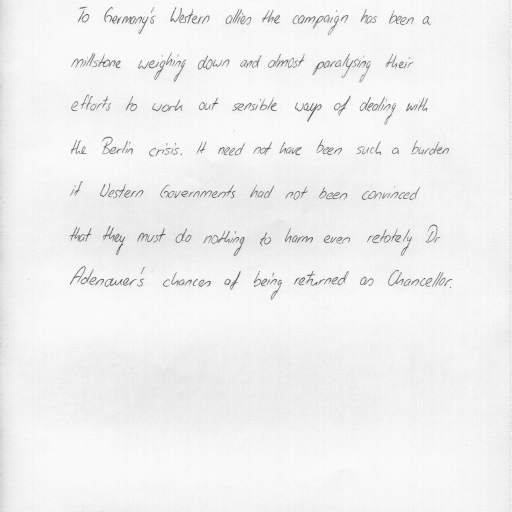 To Germany's Western allies the campaign has been a
millstone weighing down and almost paralysing their
efforts to work out sensible ways of dealing with
the Berlin crisis. It need not have been such a burden
if Western Governments had not been convinced
that they must do nothing to harm even retotely Dr
Adenauer's chances of being returned as Chancellor.